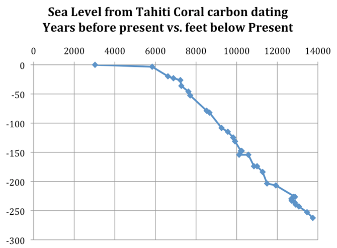 Sea Level from Tahiti Coral carbon dating
Years before present vs. feet below Present
0 2000 4000 6000 8000 10000 12000 14000
0
-50
-100
-150
-200
-250
-300